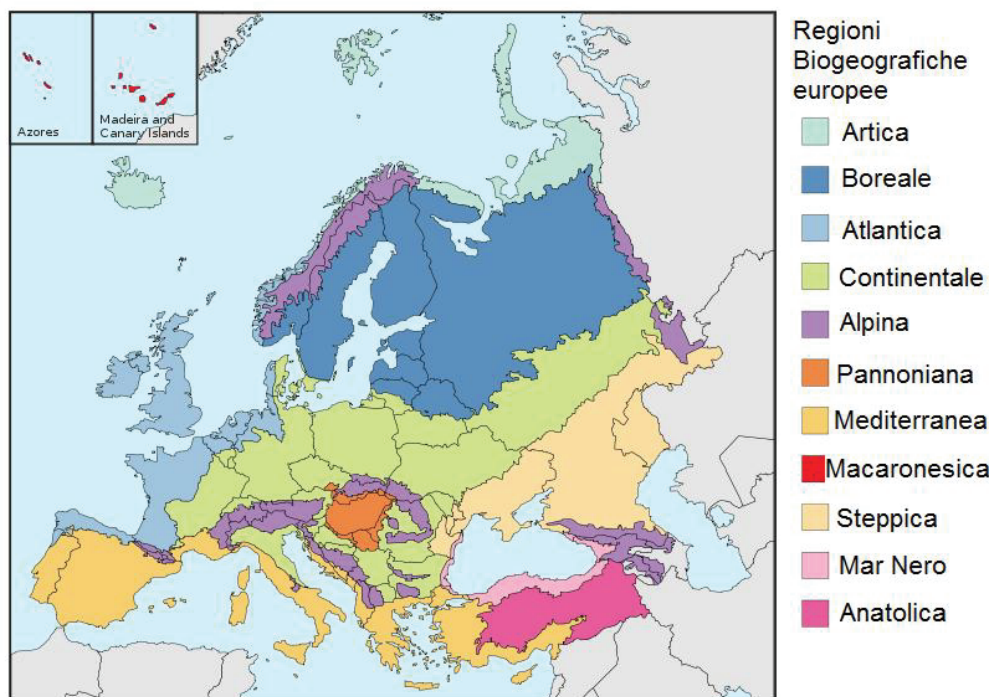 Azores
Madeira and
Canary Islands
Regioni
Biogeografiche
europee
Artica
Boreale
Atlantica
Continentale
Alpina
Pannoniana
Mediterranea
Macaronesica
Steppica
Mar Nero
Anatolica